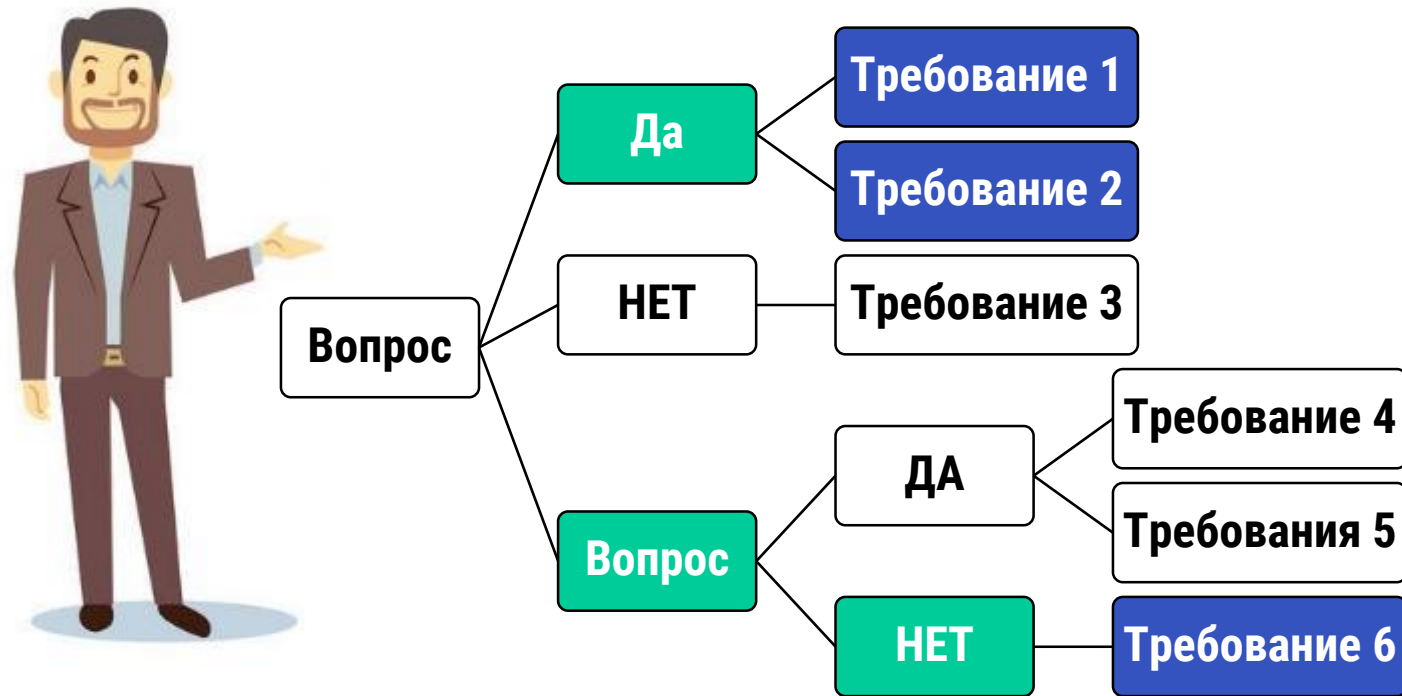 Вопрос
Да
Требование 1
Требование 2
НЕТ
Требование 3
Вопрос
ДА
Требование 4
Требования 5
НЕТ
Требование 6